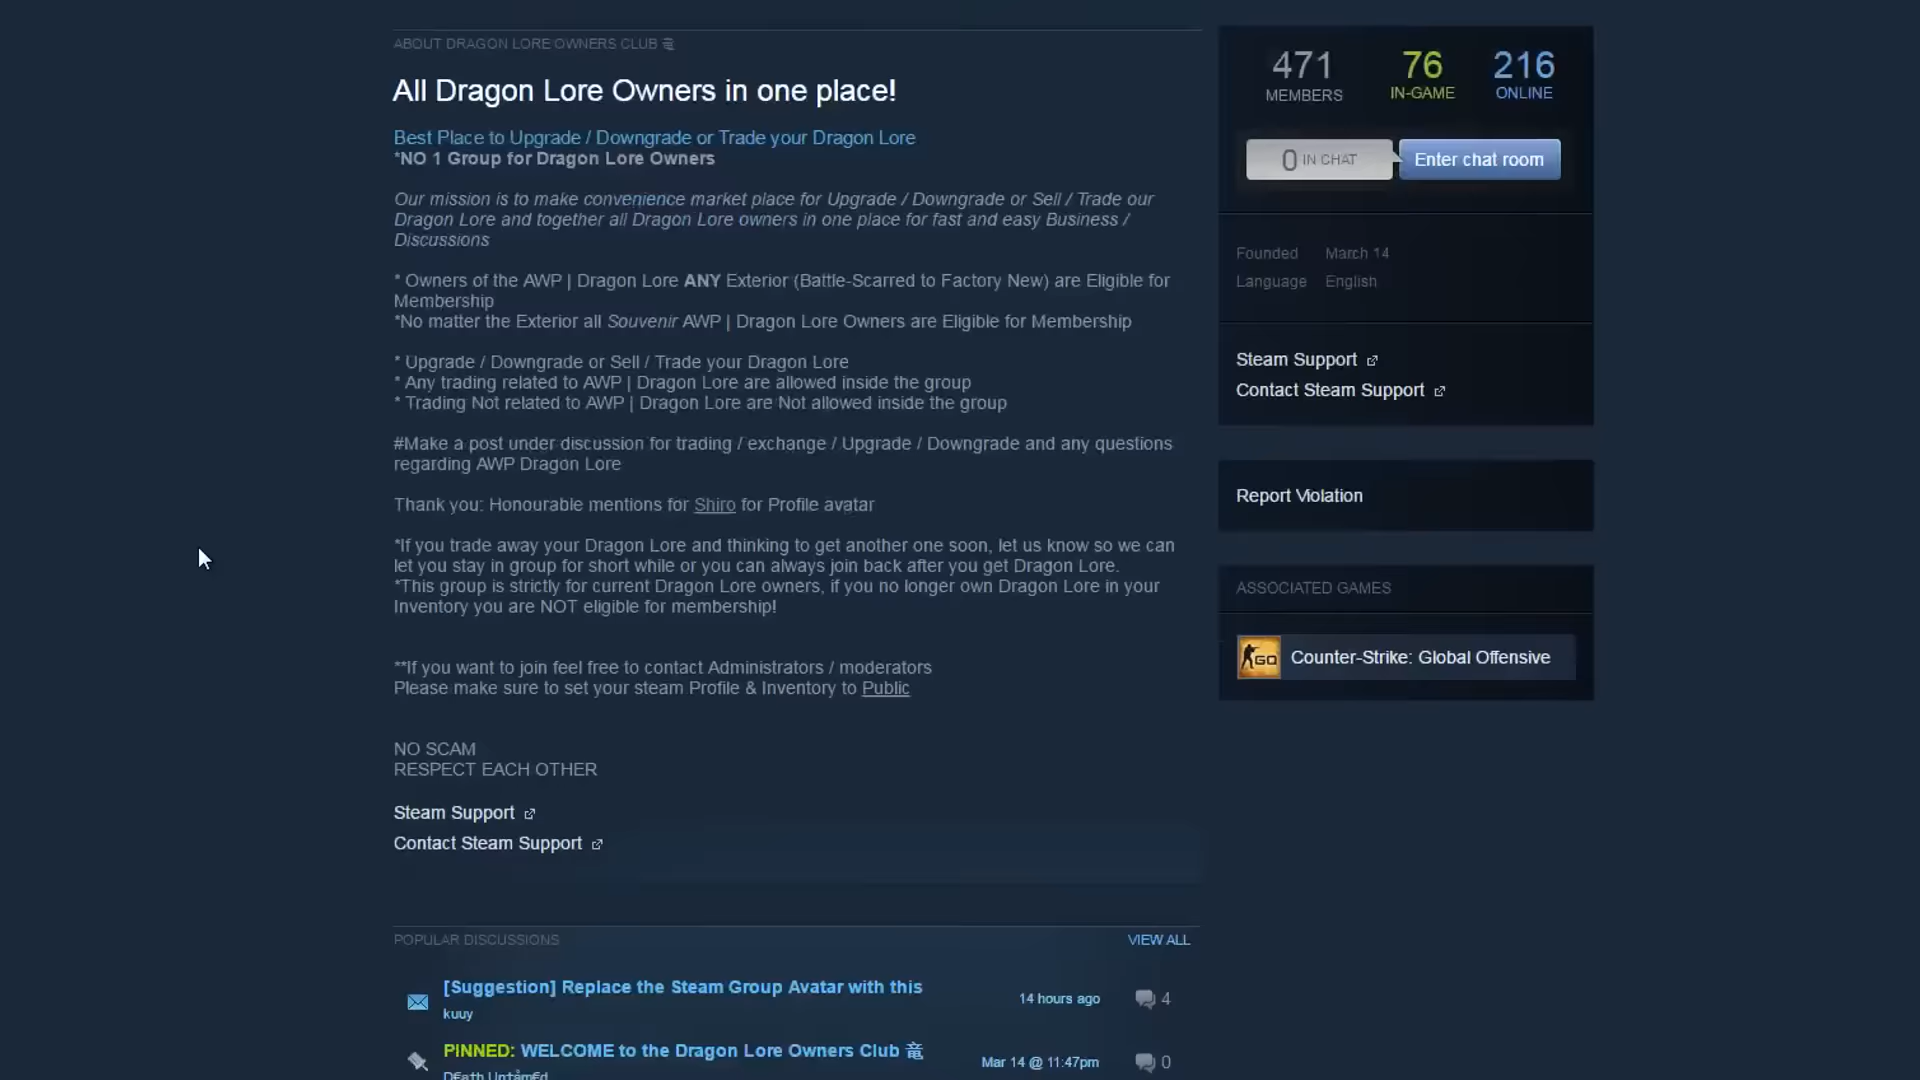 ABOUT DRAGON LORE OWNERS CLUB 竜
All Dragon Lore Owners in one place!
Best Place to Upgrade / Downgrade or Trade your Dragon Lore
*NO 1 Group for Dragon Lore Owners
Our mission is to make convenience market place for Upgrade / Downgrade or Sell / Trade our
Dragon Lore and together all Dragon Lore owners in one place for fast and easy Business /
Discussions
* Owners of the AWP | Dragon Lore ANY Exterior (Battle-Scarred to Factory New) are Eligible for
Membership
*No matter the Exterior all Souvenir AWP | Dragon Lore Owners are Eligible for Membership
* Upgrade / Downgrade or Sell / Trade your Dragon Lore
* Any trading related to AWP | Dragon Lore are allowed inside the group
* Trading Not related to AWP | Dragon Lore are Not allowed inside the group
#Make a post under discussion for trading / exchange / Upgrade / Downgrade and any questions
regarding AWP Dragon Lore
Thank you: Honourable mentions for Shiro for Profile avatar
*If you trade away your Dragon Lore and thinking to get another one soon, let us know so we can
let you stay in group for short while or you can always join back after you get Dragon Lore.
*This group is strictly for current Dragon Lore owners, if you no longer own Dragon Lore in your
Inventory you are NOT eligible for membership!
**If you want to join feel free to contact Administrators / moderators
Please make sure to set your steam Profile & Inventory to Public
NO SCAM
RESPECT EACH OTHER
Steam Support
Contact Steam Support
POPULAR DISCUSSIONS VIEW ALL
[Suggestion] Replace the Steam Group Avatar with this
kuuy
14 hours ago 4
PINNED: WELCOME to the Dragon Lore Owners Club 竜
Mar 14 @ 11:47pm 0
D€ath Untåm€d
471 76 216
MEMBERS IN-GAME ONLINE
0 IN CHAT Enter chat room
Founded March 14
Language English
Steam Support
Contact Steam Support
Report Violation
ASSOCIATED GAMES
GO Counter-Strike: Global Offensive